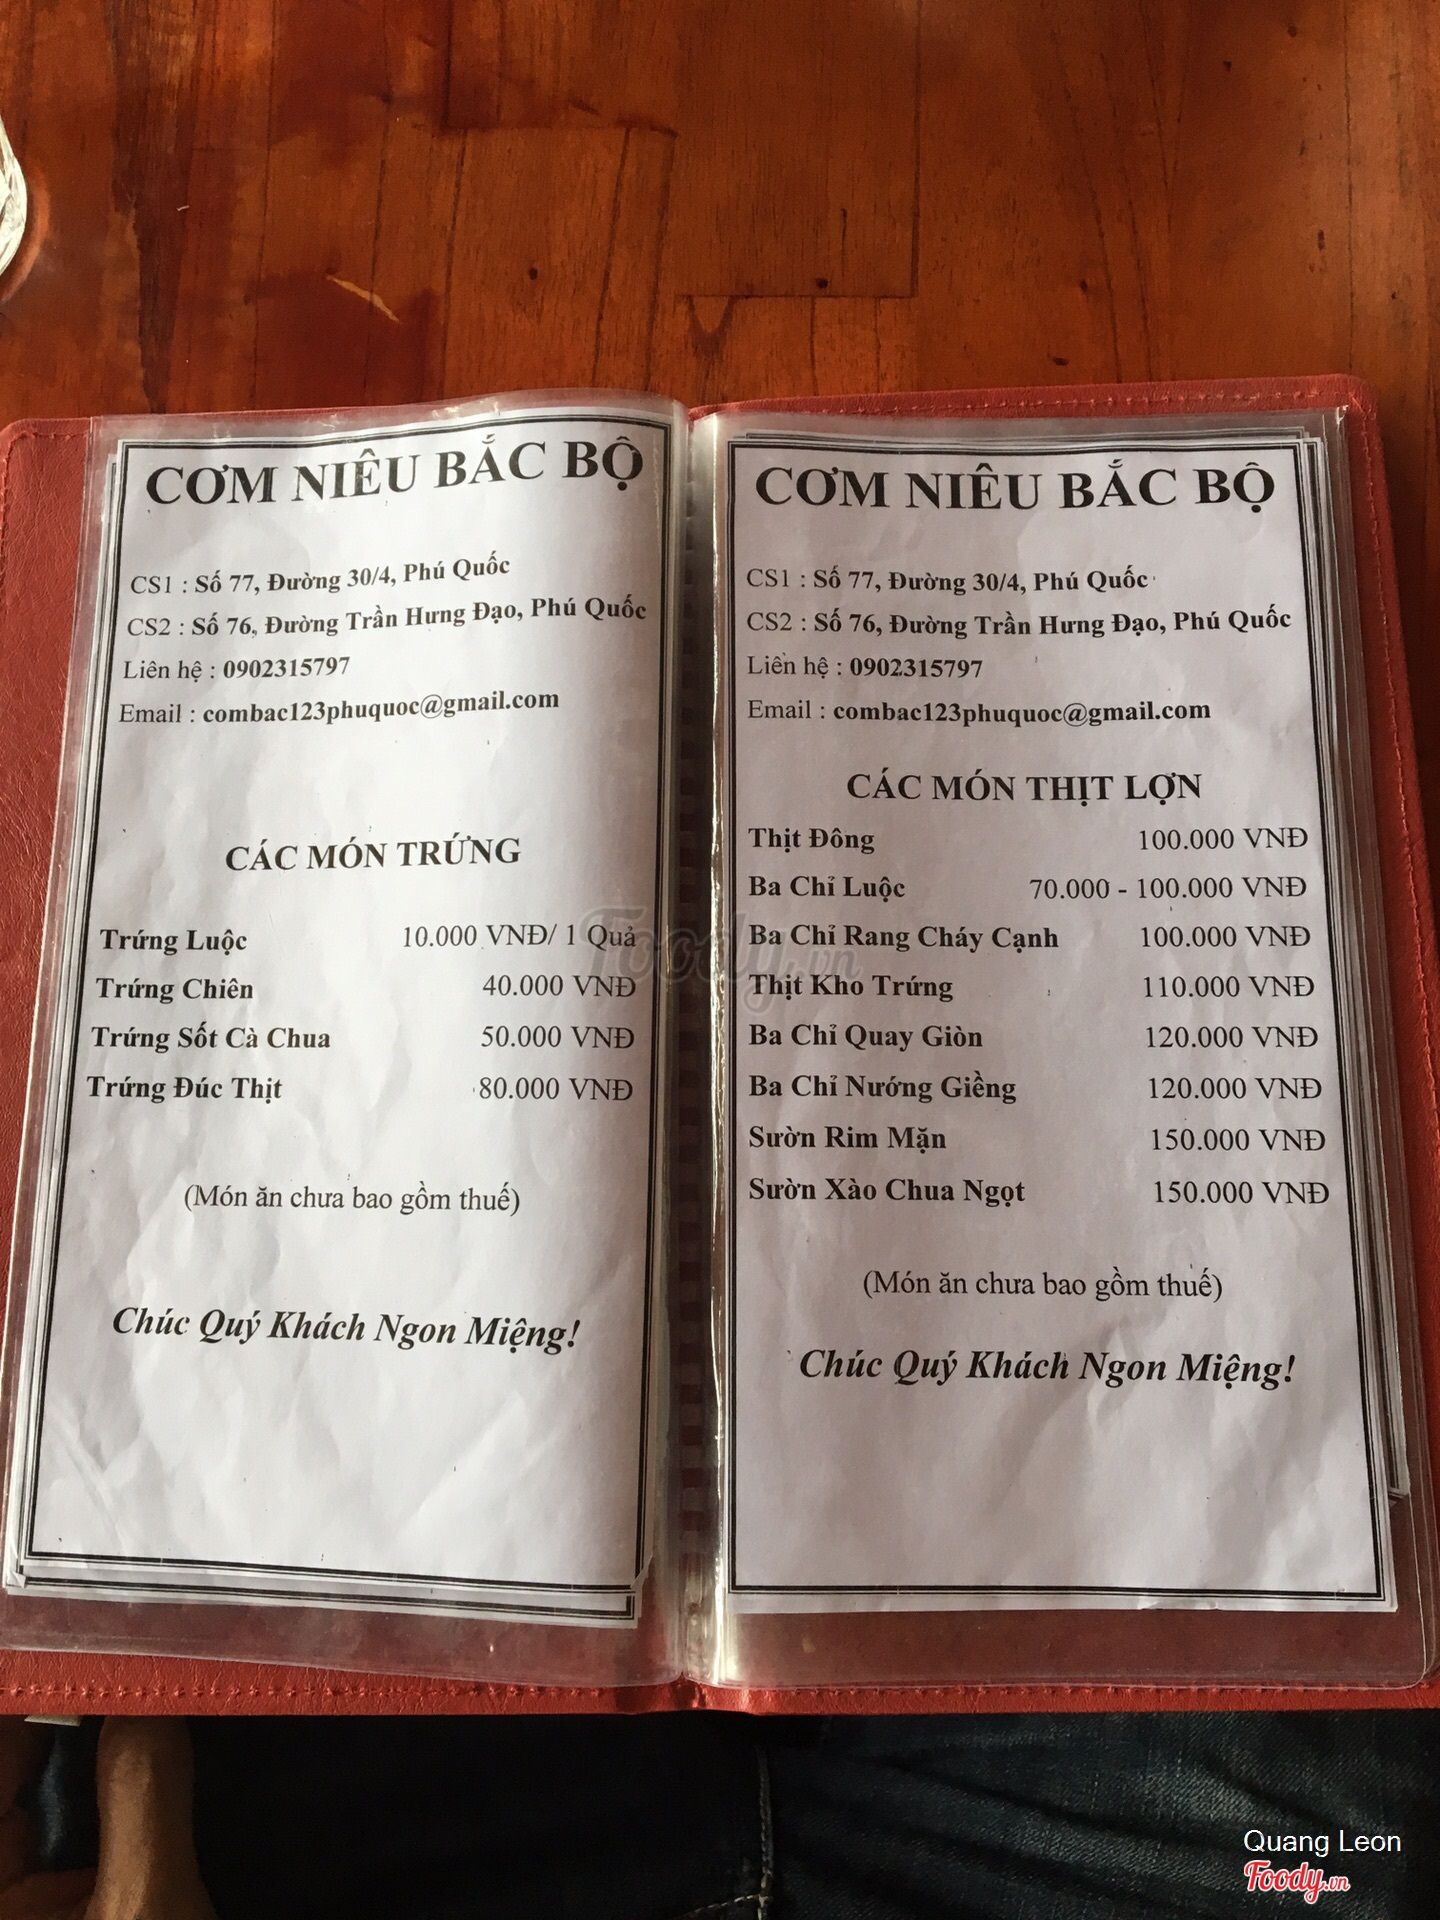 CƠM NIÊU BẮC BỘ
CS1 : Số 77, Đường 30/4, Phú Quốc
CS2 : Số 76, Đường Trần Hưng Đạo, Phú Quốc
Liên hệ : 0902315797
Email : combac123phuquoc@gmail.com
CÁC MÓN TRỨNG
Trứng Luộc 10.000 VNĐ/ 1 Quả
Trứng Chiên 40.000 VNĐ
Trứng Sốt Cà Chua 50.000 VNĐ
Trứng Đúc Thịt 80.000 VNĐ
(Món ăn chưa bao gồm thuế)
Chúc Quý Khách Ngon Miệng!
CƠM NIÊU BẮC BỘ
CS1 : Số 77, Đường 30/4, Phú Quốc
CS2 : Số 76, Đường Trần Hưng Đạo, Phú Quốc
Liên hệ : 0902315797
Email : combac123phuquoc@gmail.com
CÁC MÓN THỊT LỢN
Thịt Đông 100.000 VNĐ
Ba Chỉ Luộc 70.000 - 100.000 VNĐ
Ba Chỉ Rang Cháy Cạnh 100.000 VNĐ
Thịt Kho Trứng 110.000 VNĐ
Ba Chỉ Quay Giòn 120.000 VNĐ
Ba Chỉ Nướng Giềng 120.000 VNĐ
Sườn Rim Mặn 150.000 VNĐ
Sườn Xào Chua Ngọt 150.000 VNĐ
(Món ăn chưa bao gồm thuế)
Chúc Quý Khách Ngon Miệng!
Foody.vn
Quang Leon
Foody.vn